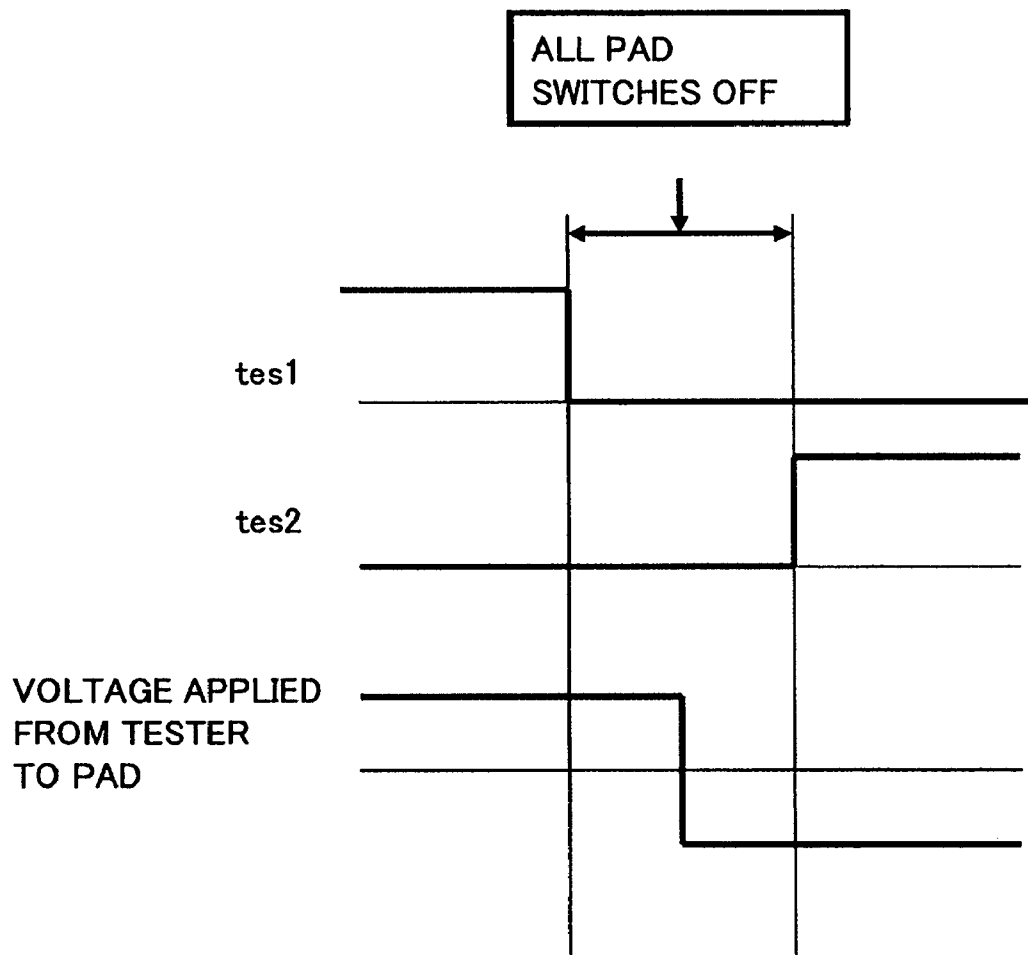 ALL PAD
SWITCHES OFF
tes1
tes2
VOLTAGE APPLIED
FROM TESTER
TO PAD